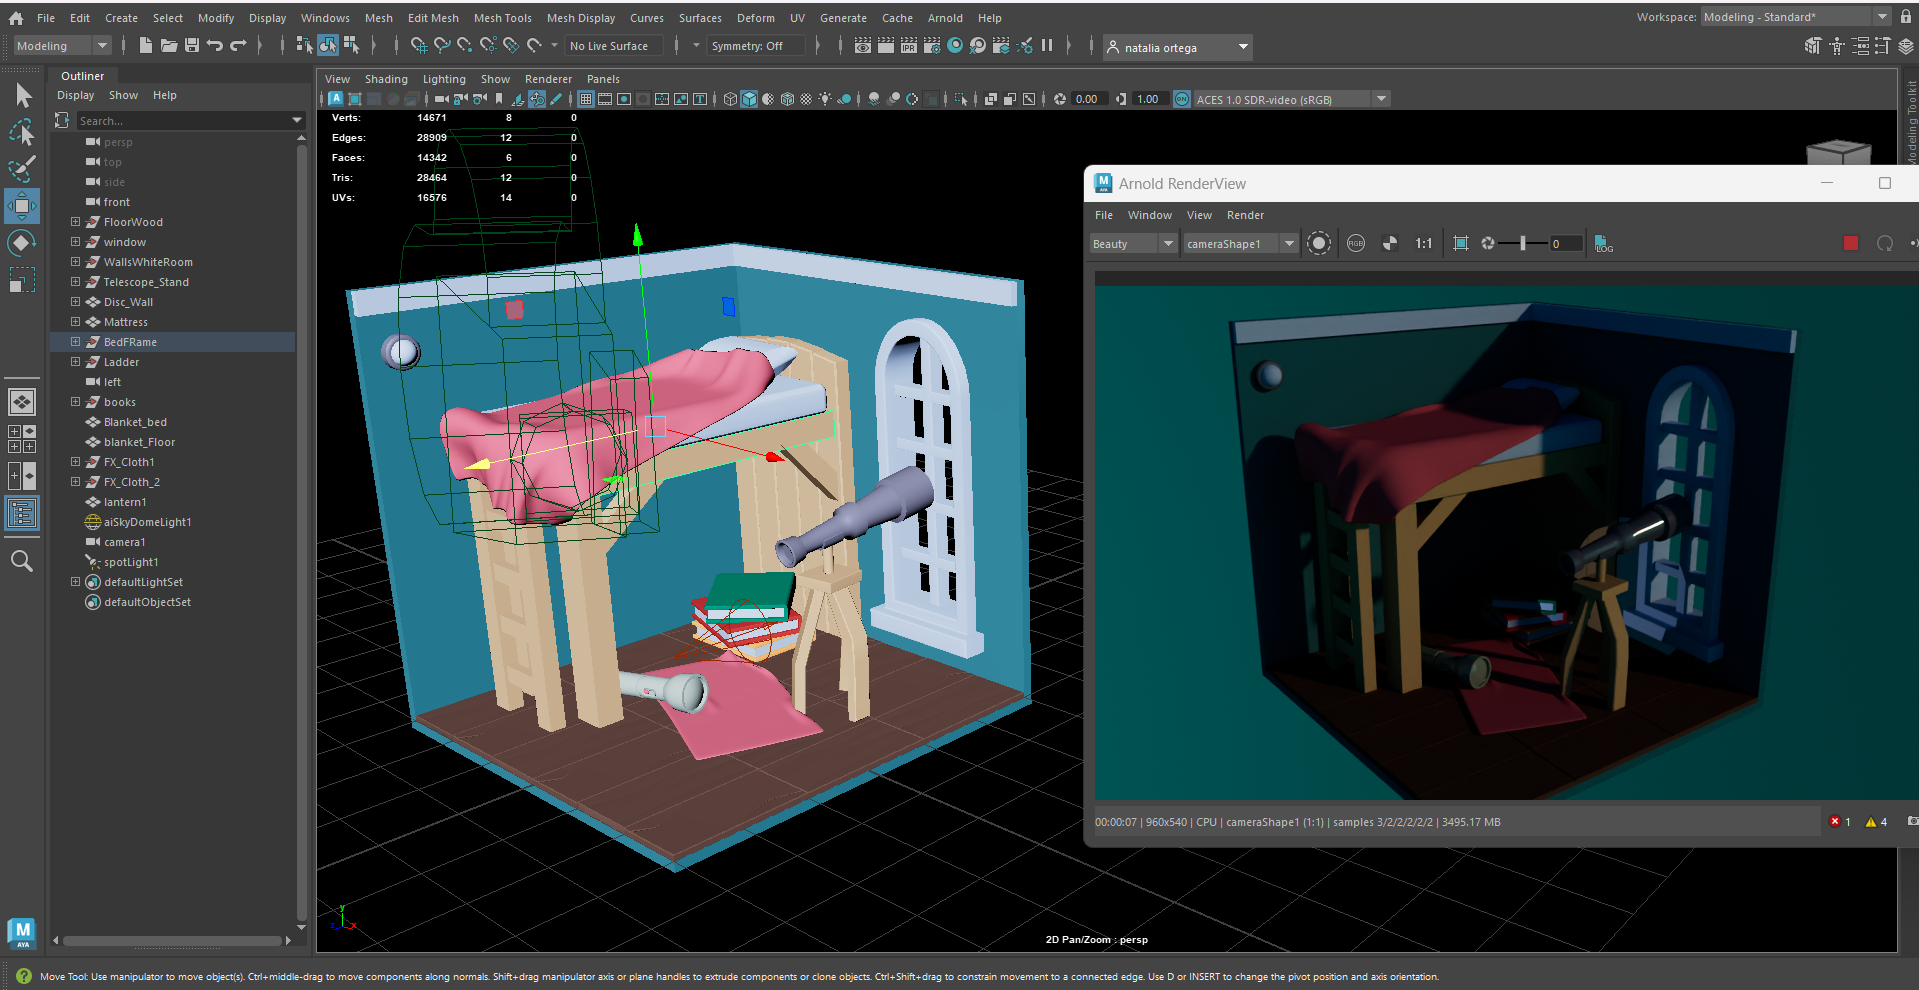 File Edit Create Select Modify Display Windows Mesh Edit Mesh Mesh Tools Mesh Display Curves Surfaces Deform UV Generate Cache Arnold Help
Workspace: Modeling - Standard*
Modeling
No Live Surface
Symmetry: Off
IPR
natalia ortega
Outliner
Display Show Help
Search...
persp
top
side
front
FloorWood
window
WallsWhiteRoom
Telescope_Stand
Disc_Wall
Mattress
BedFRame
Ladder
left
books
Blanket_bed
blanket_Floor
FX_Cloth1
FX_Cloth_2
lantern1
aiSkyDomeLight1
camera1
spotLight1
defaultLightSet
defaultObjectSet
View Shading Lighting Show Renderer Panels
0.00
1.00
ON
ACES 1.0 SDR-video (sRGB)
Verts: 14671 8 0
Edges: 28909 12 0
Faces: 14342 6 0
Tris: 28464 12 0
UVs: 16576 14 0
Modeling Toolkit
Arnold RenderView
File Window View Render
Beauty
cameraShape1
RGB
1:1
0
LOG
00:00:07 | 960x540 | CPU | cameraShape1 (1:1) | samples 3/2/2/2/2/2 | 3495.17 MB
1
4
y
z
x
2D Pan/Zoom : persp
M
AYA
Move Tool: Use manipulator to move object(s). Ctrl+middle-drag to move components along normals. Shift+drag manipulator axis or plane handles to extrude components or clone objects. Ctrl+Shift+drag to constrain movement to a connected edge. Use D or INSERT to change the pivot position and axis orientation.